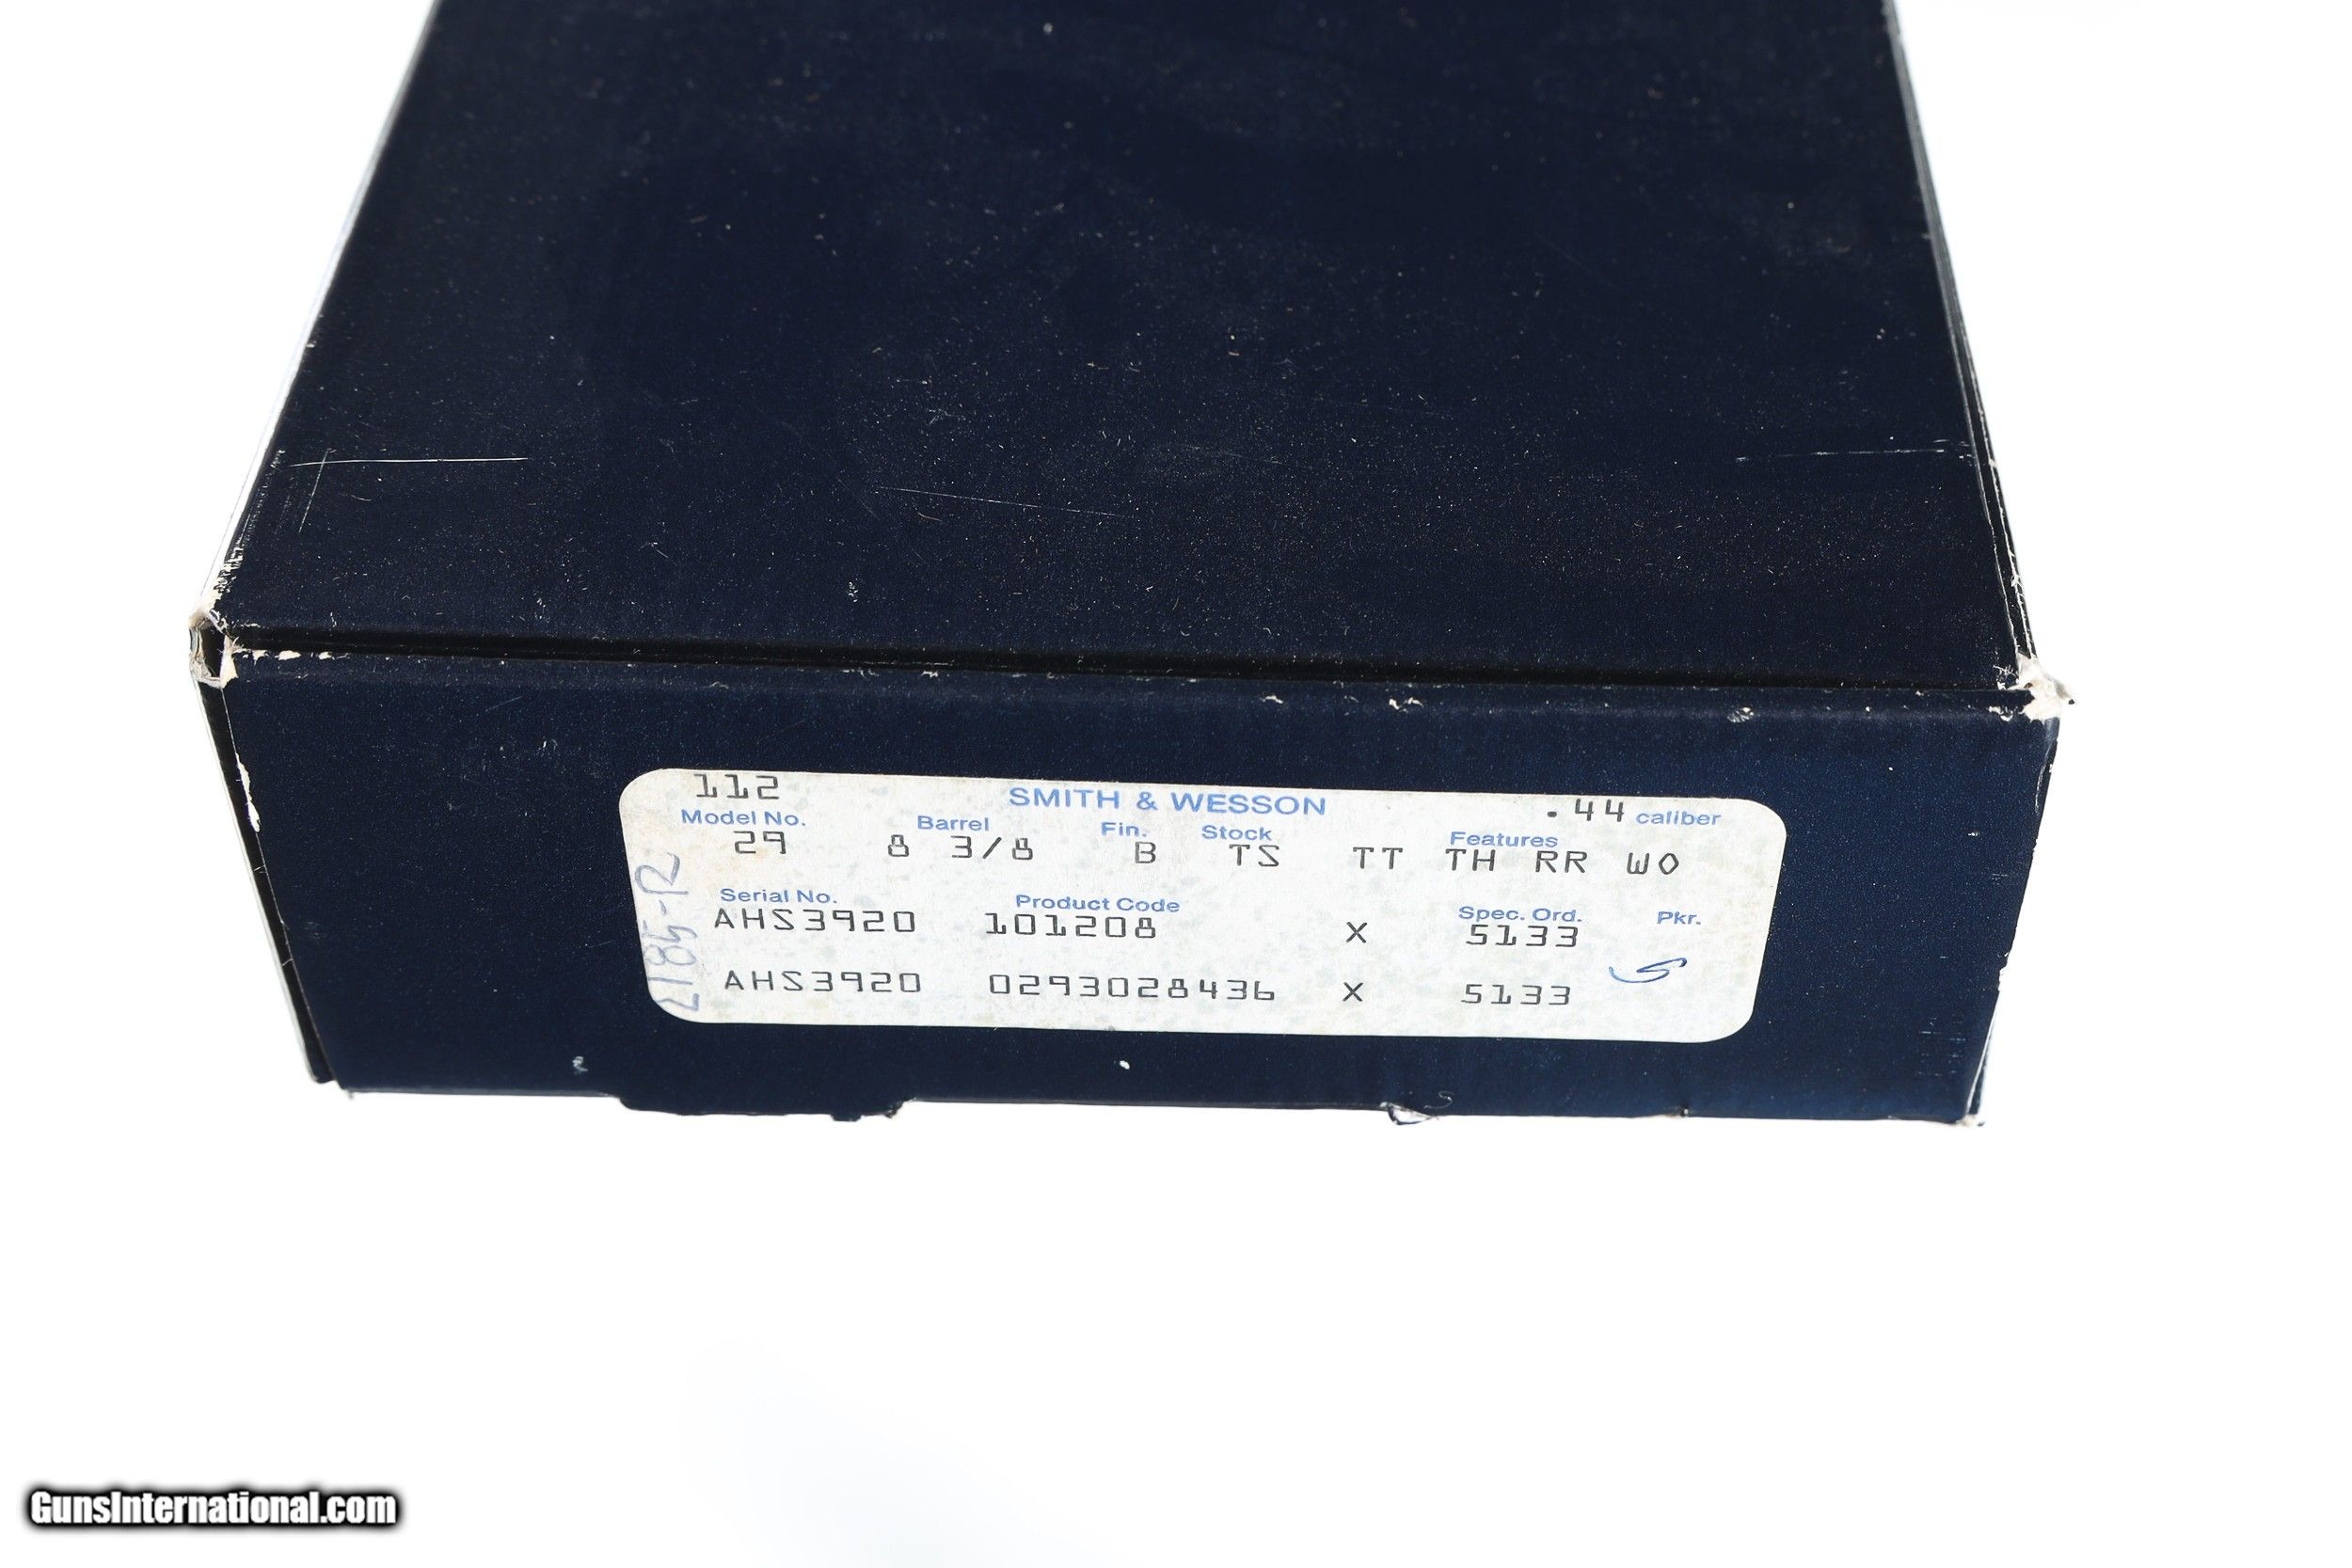 112 SMITH & WESSON .44 caliber
Model No. Barrel Fin. Stock Features
29 8 3/8 B TS TT TH RR WO
Serial No. Product Code Spec. Ord. Pkr.
AHS3920 101208 X 5133
AHS3920 0293028436 X 5133
GunsInternational.com